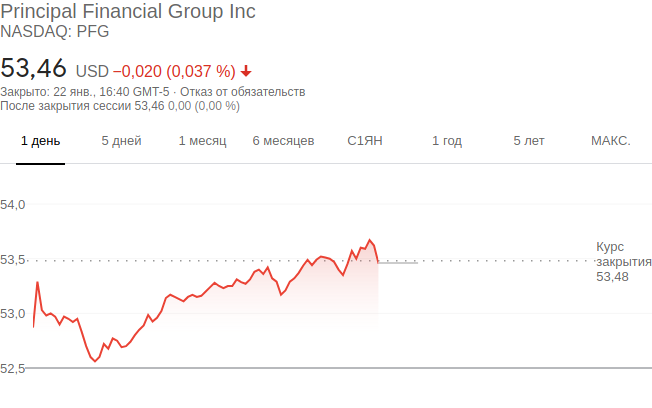 Principal Financial Group Inc
NASDAQ: PFG
53,46 USD −0,020 (0,037 %)
Закрыто: 22 янв., 16:40 GMT-5 · Отказ от обязательств
После закрытия сессии 53,46 0,00 (0,00 %)
1 день 5 дней 1 месяц 6 месяцев С1ЯН 1 год 5 лет МАКС.
54,0
53,5
53,0
52,5
Курс
закрытия
53,48